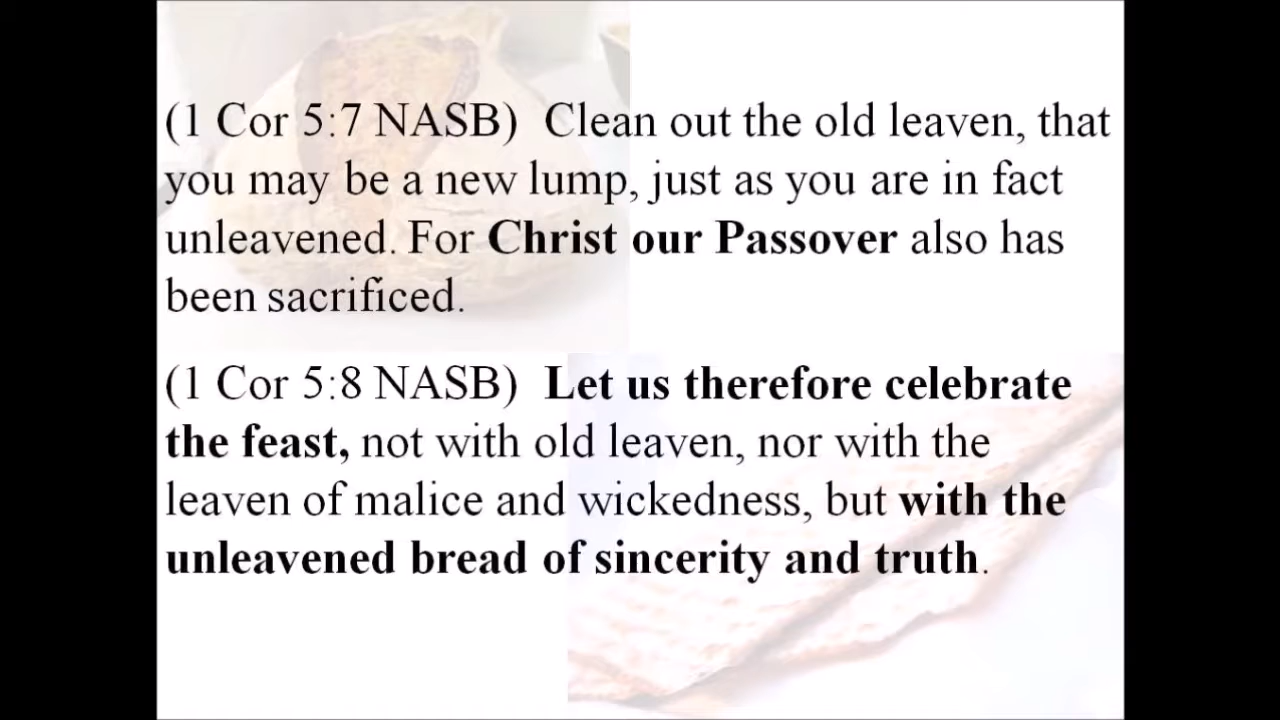 (1 Cor 5:7 NASB)  Clean out the old leaven, that
you may be a new lump, just as you are in fact
unleavened. For Christ our Passover also has
been sacrificed.
(1 Cor 5:8 NASB)  Let us therefore celebrate
the feast, not with old leaven, nor with the
leaven of malice and wickedness, but with the
unleavened bread of sincerity and truth.